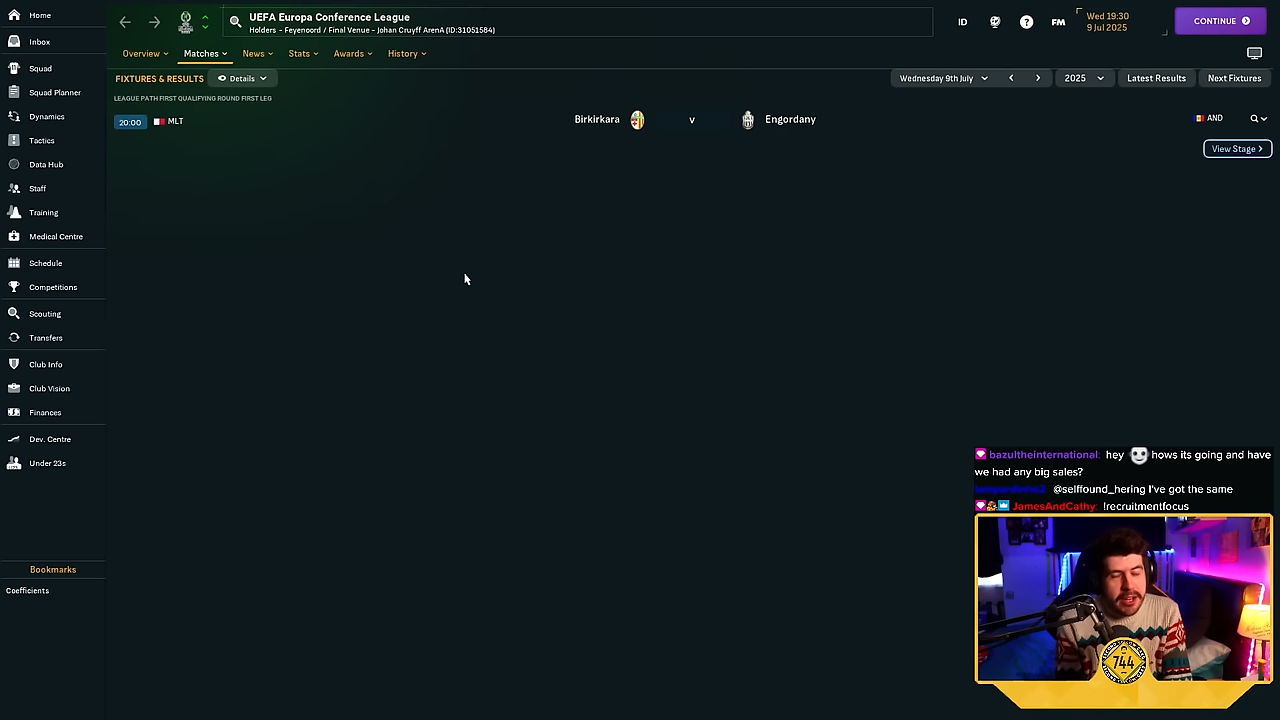 Home
UEFA Europa Conference League
Holders - Feyenoord / Final Venue - Johan Cruyff ArenA (ID:31051584)
ID
FM
Wed 19:30
9 Jul 2025
CONTINUE
Inbox
Overview
Matches
News
Stats
Awards
History
Squad
FIXTURES & RESULTS
Details
Wednesday 9th July
2025
Latest Results
Next Fixtures
Squad Planner
LEAGUE PATH FIRST QUALIFYING ROUND FIRST LEG
Dynamics
20:00 MLT
Birkirkara v Engordany
AND
Tactics
View Stage
Data Hub
Staff
Training
Medical Centre
Schedule
Competitions
Scouting
Transfers
Club Info
Club Vision
Finances
Dev. Centre
Under 23s
Bookmarks
Coefficients
bazultheinternational: hey hows its going and have
we had any big sales?
@selffound_hering I've got the same
JamesAndCathy: !recruitmentfocus
744